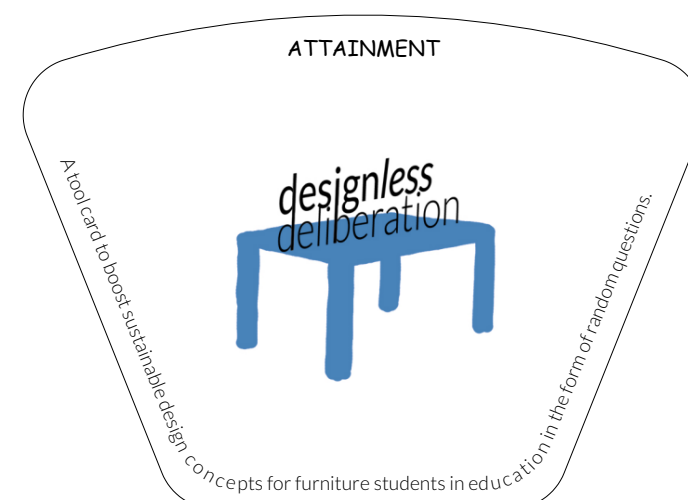 ATTAINMENT
designless
deliberation
A tool card to boost sustainable design concepts for furniture students in education in the form of random questions.